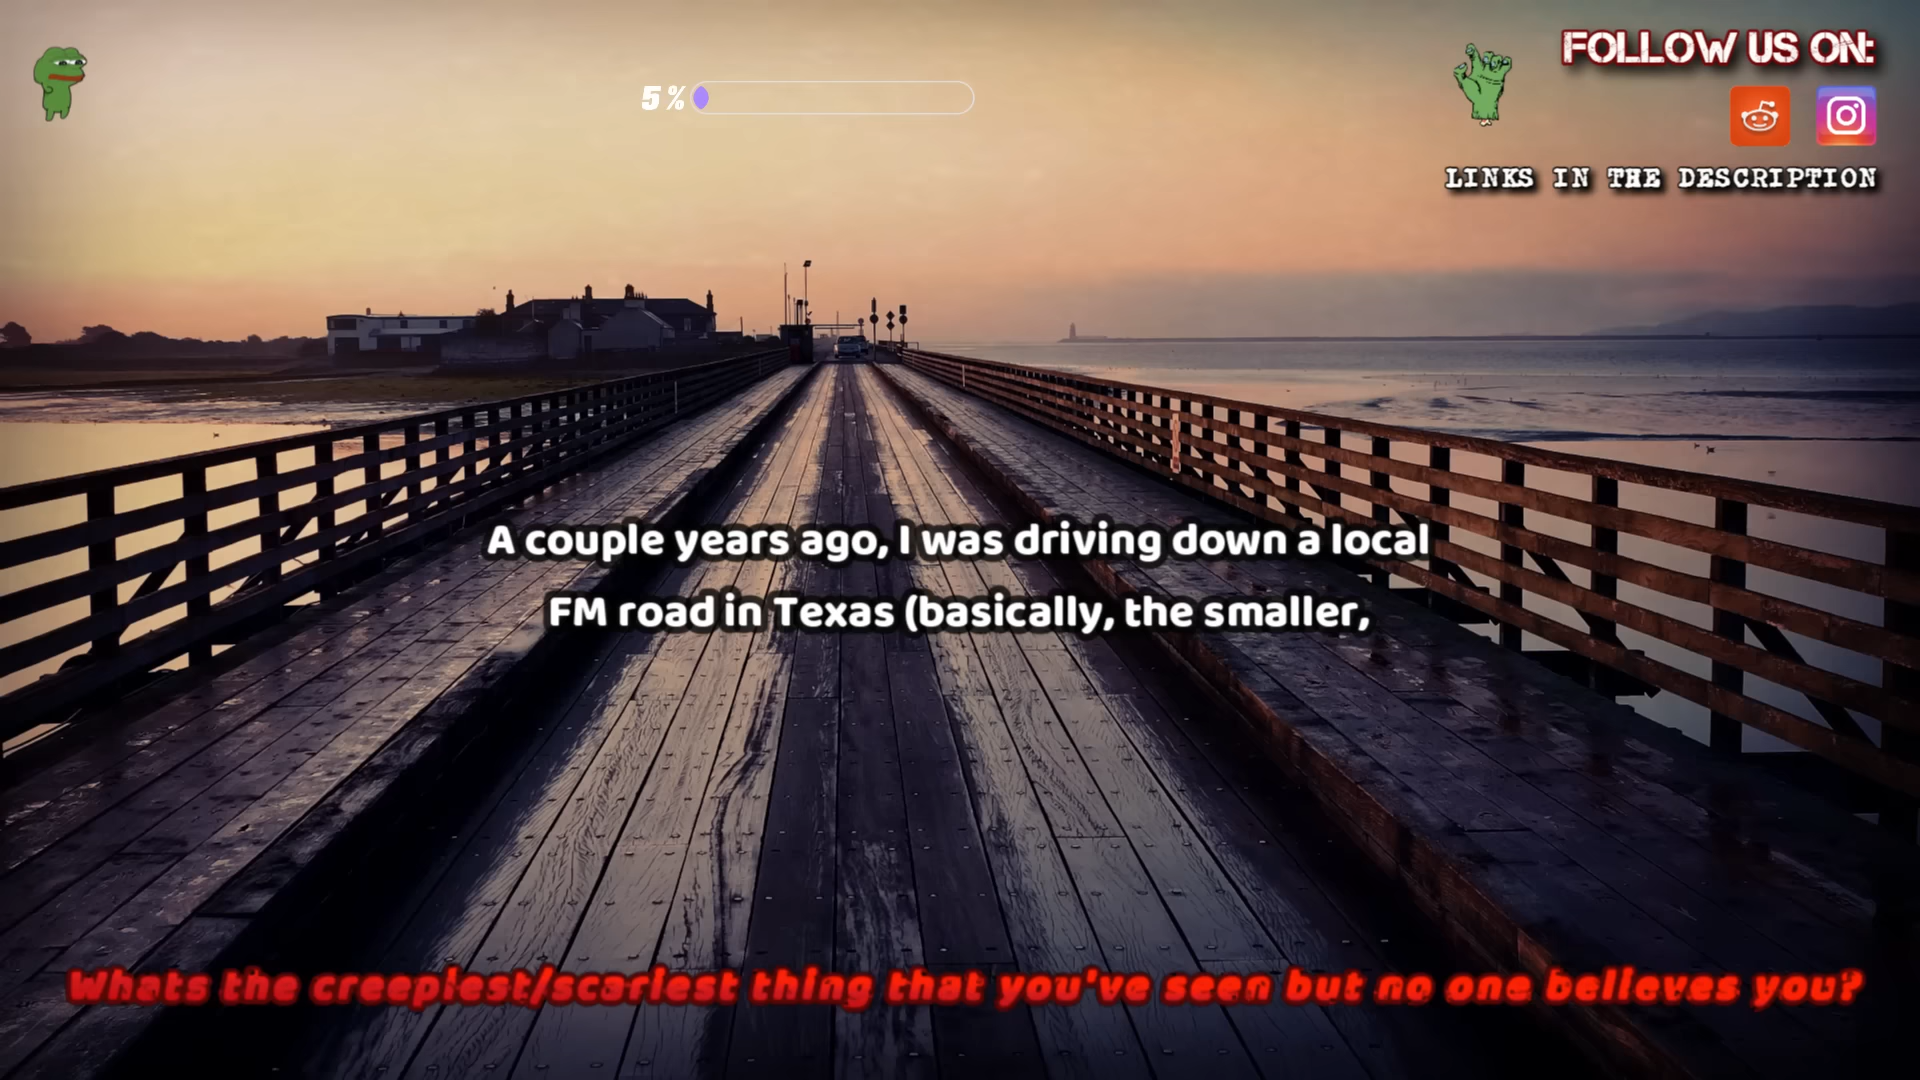 FOLLOW US ON:
5%
LINKS IN THE DESCRIPTION
A couple years ago, I was driving down a local
FM road in Texas (basically, the smaller,
Whats the creepiest/scariest thing that you've seen but no one believes you?